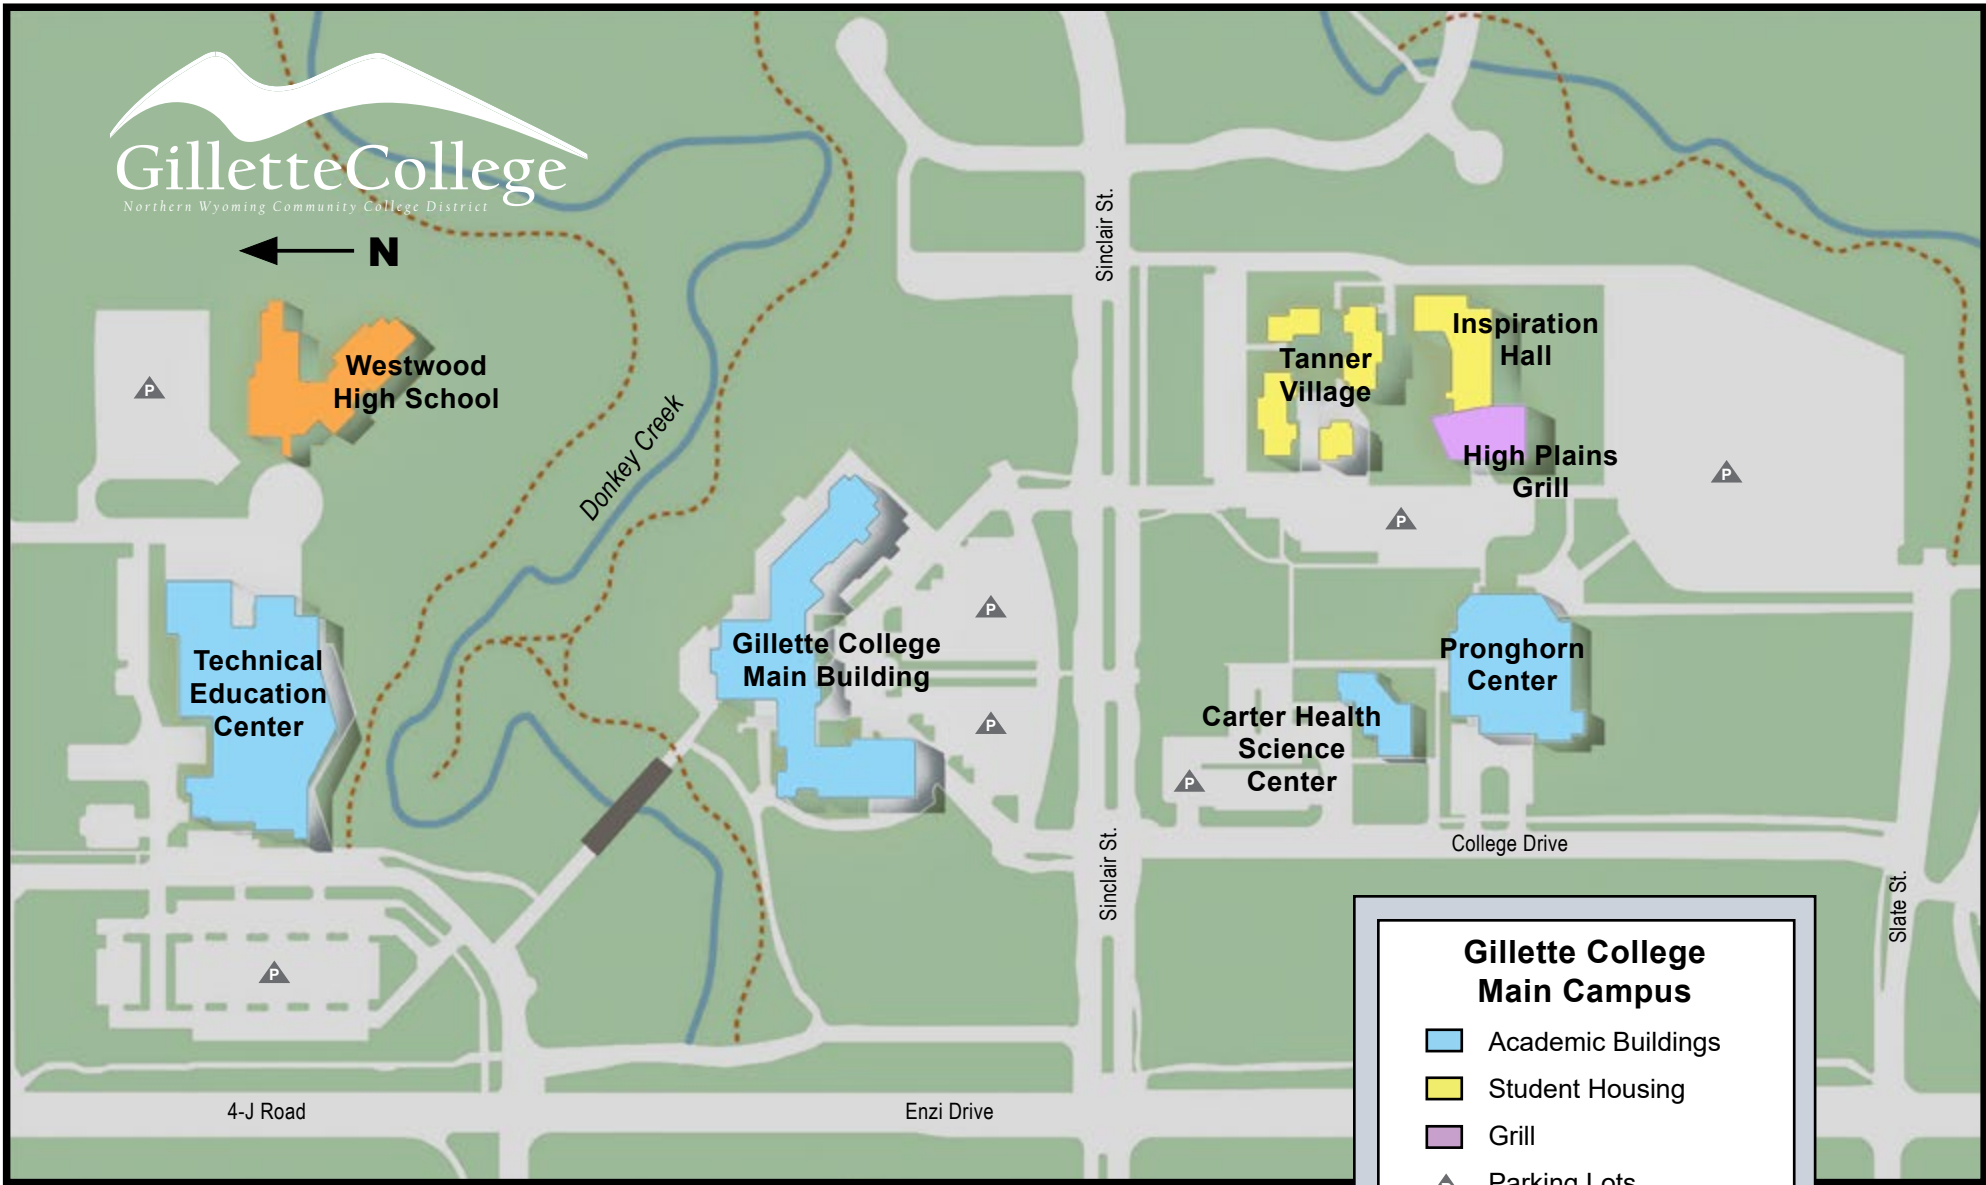 GilletteCollege
Northern Wyoming Community College District
N
Sinclair St.
Westwood
High School
P
Donkey Creek
Tanner
Village
Inspiration
Hall
High Plains
Grill
P
P
Technical
Education
Center
Gillette College
Main Building
P
P
Pronghorn
Center
Carter Health
Science
Center
P
College Drive
Sinclair St.
Slate St.
P
4-J Road
Enzi Drive
Gillette College
Main Campus
Academic Buildings
Student Housing
Grill
Parking Lots